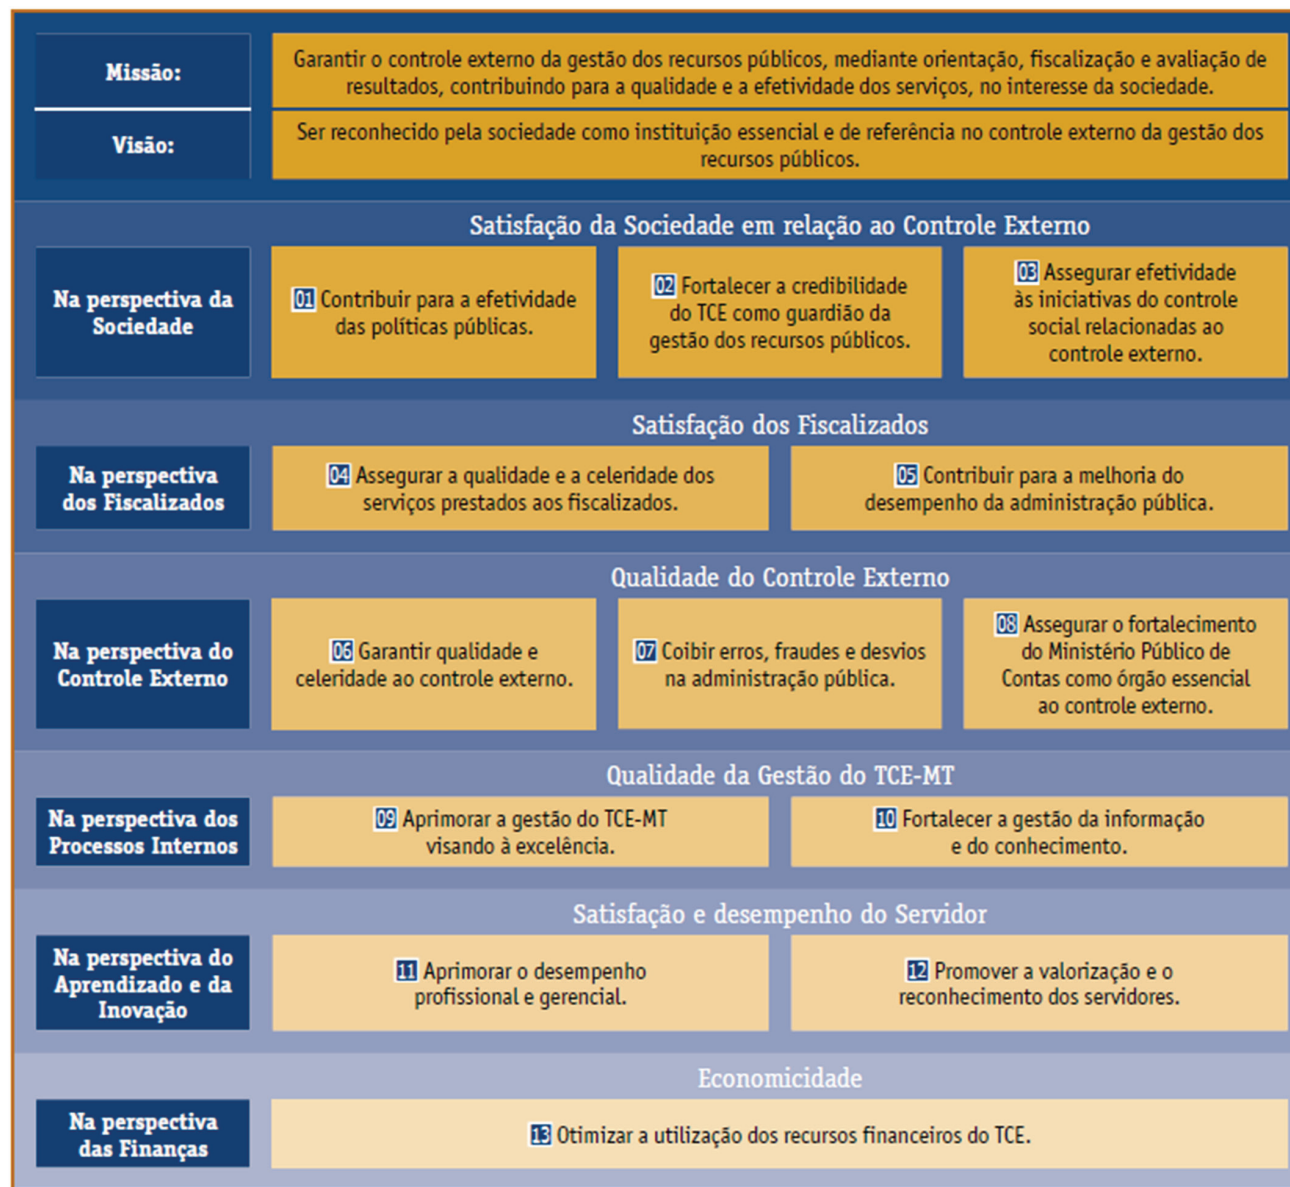 Missão:
Garantir o controle externo da gestão dos recursos públicos, mediante orientação, fiscalização e avaliação de
resultados, contribuindo para a qualidade e a efetividade dos serviços, no interesse da sociedade.
Visão:
Ser reconhecido pela sociedade como instituição essencial e de referência no controle externo da gestão dos
recursos públicos.
Satisfação da Sociedade em relação ao Controle Externo
Na perspectiva da
Sociedade
01 Contribuir para a efetividade
das políticas públicas.
02 Fortalecer a credibilidade
do TCE como guardião da
gestão dos recursos públicos.
03 Assegurar efetividade
às iniciativas do controle
social relacionadas ao
controle externo.
Satisfação dos Fiscalizados
Na perspectiva
dos Fiscalizados
04 Assegurar a qualidade e a celeridade dos
serviços prestados aos fiscalizados.
05 Contribuir para a melhoria do
desempenho da administração pública.
Qualidade do Controle Externo
Na perspectiva do
Controle Externo
06 Garantir qualidade e
celeridade ao controle externo.
07 Coibir erros, fraudes e desvios
na administração pública.
08 Assegurar o fortalecimento
do Ministério Público de
Contas como órgão essencial
ao controle externo.
Qualidade da Gestão do TCE-MT
Na perspectiva dos
Processos Internos
09 Aprimorar a gestão do TCE-MT
visando à excelência.
10 Fortalecer a gestão da informação
e do conhecimento.
Satisfação e desempenho do Servidor
Na perspectiva do
Aprendizado e da
Inovação
11 Aprimorar o desempenho
profissional e gerencial.
12 Promover a valorização e o
reconhecimento dos servidores.
Economicidade
Na perspectiva
das Finanças
13 Otimizar a utilização dos recursos financeiros do TCE.